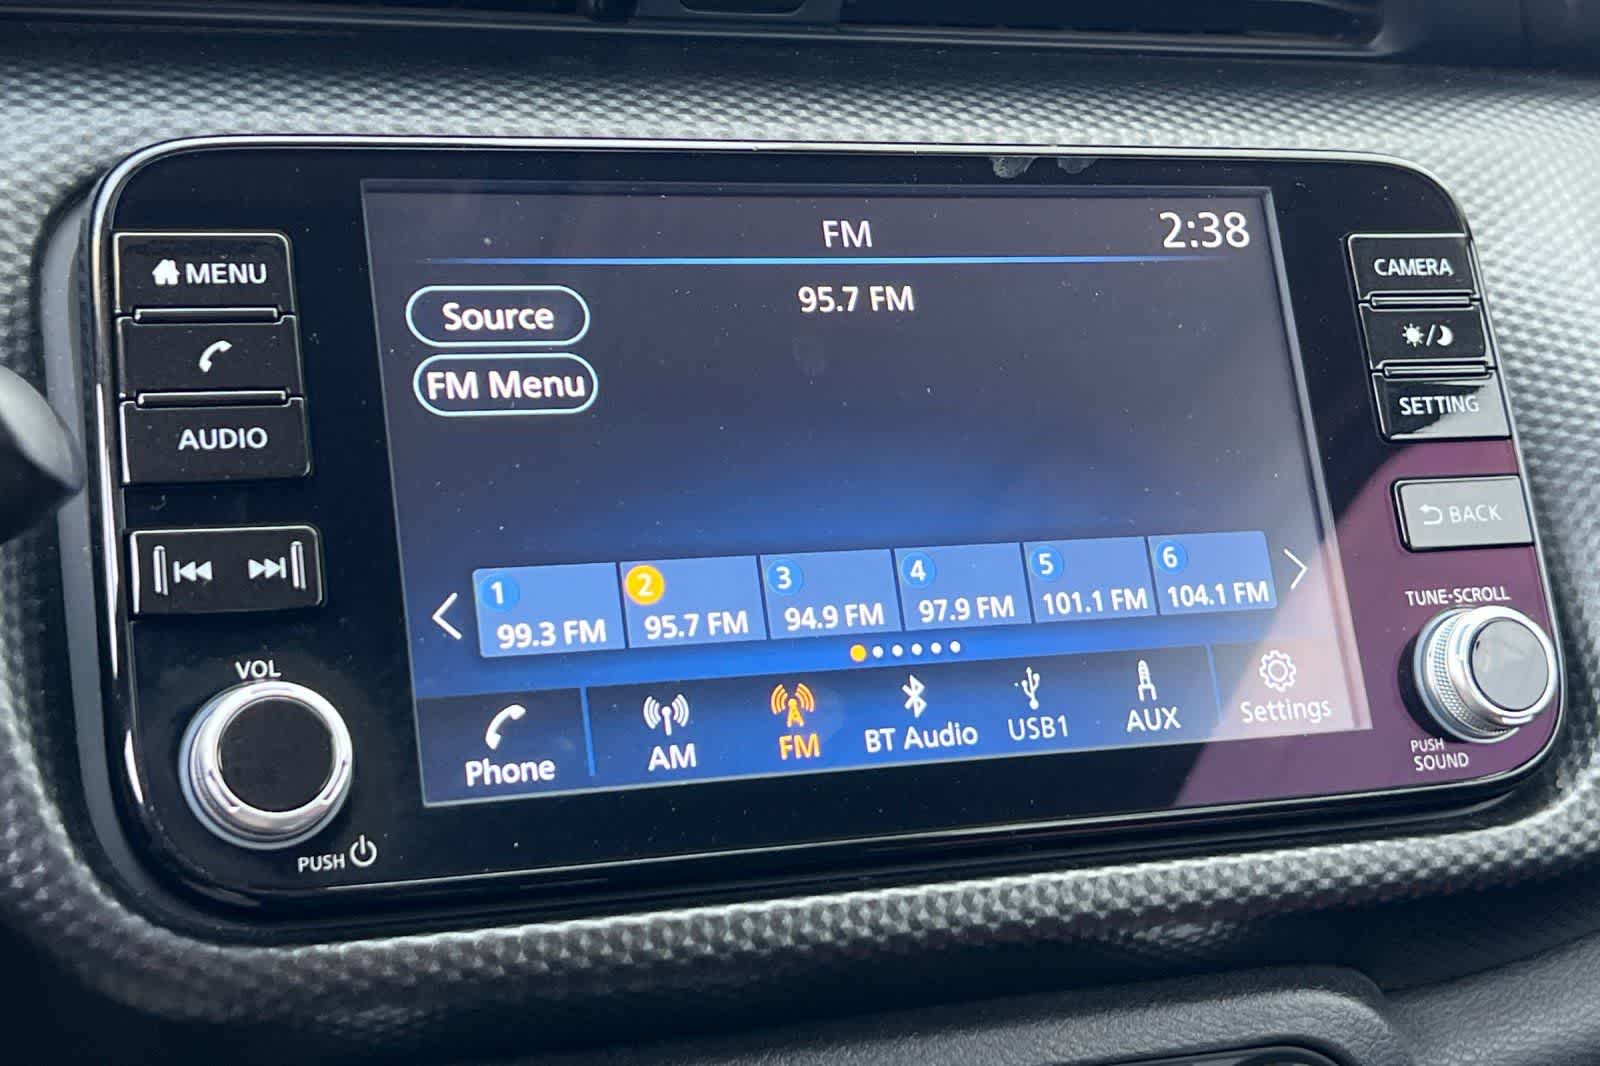 FM
2:38
95.7 FM
Source
FM Menu
1
99.3 FM
2
95.7 FM
3
94.9 FM
4
97.9 FM
5
101.1 FM
6
104.1 FM
Phone
AM
FM
BT Audio
USB1
AUX
Settings
MENU
AUDIO
VOL
PUSH
CAMERA
SETTING
BACK
TUNE·SCROLL
PUSH
SOUND